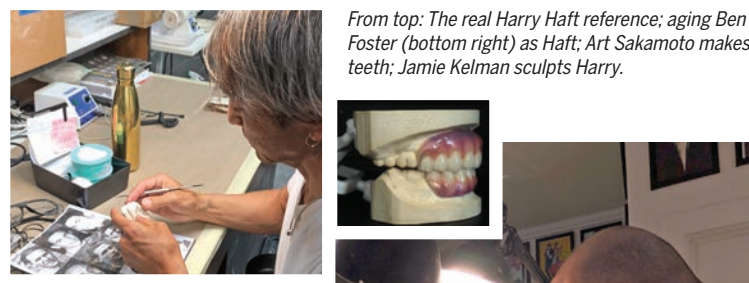 From top: The real Harry Haft reference; aging Ben
Foster (bottom right) as Haft; Art Sakamoto makes
teeth; Jamie Kelman sculpts Harry.